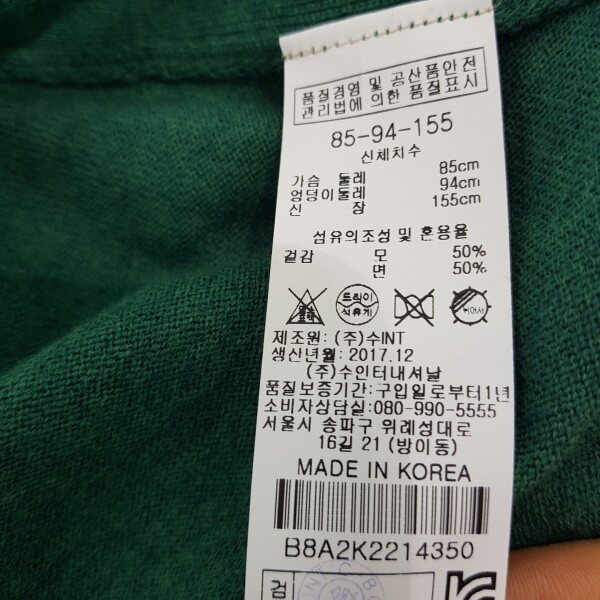 품질경영 및 공산품안전
관리법에 의한 품질표시
85-94-155
신체치수
가슴 둘레 85cm
엉덩이둘레 94cm
신 장 155cm
섬유의조성 및 혼용율
겉감 모 50%
면 50%
드라이
석유계
뉘어서
제조원: (주)수INT
생산년월: 2017.12
(주)수인터내셔날
품질보증기간:구입일로부터1년
소비자상담실:080-990-5555
서울시 송파구 위례성대로
16길 21 (방이동)
MADE IN KOREA
B8A2K2214350
검